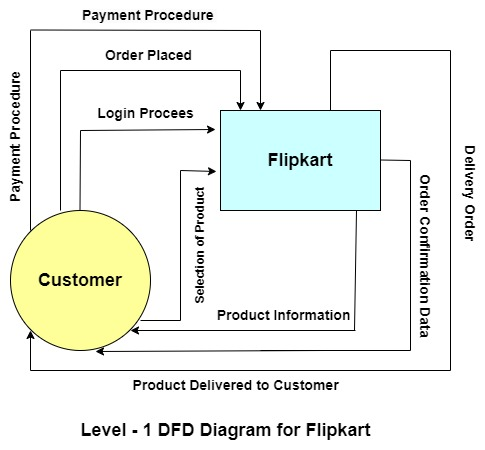 Payment Procedure
Order Placed
Login Procees
Payment Procedure
Flipkart
Delivery Order
Order Confirmation Data
Selection of Product
Customer
Product Information
Product Delivered to Customer
Level - 1 DFD Diagram for Flipkart